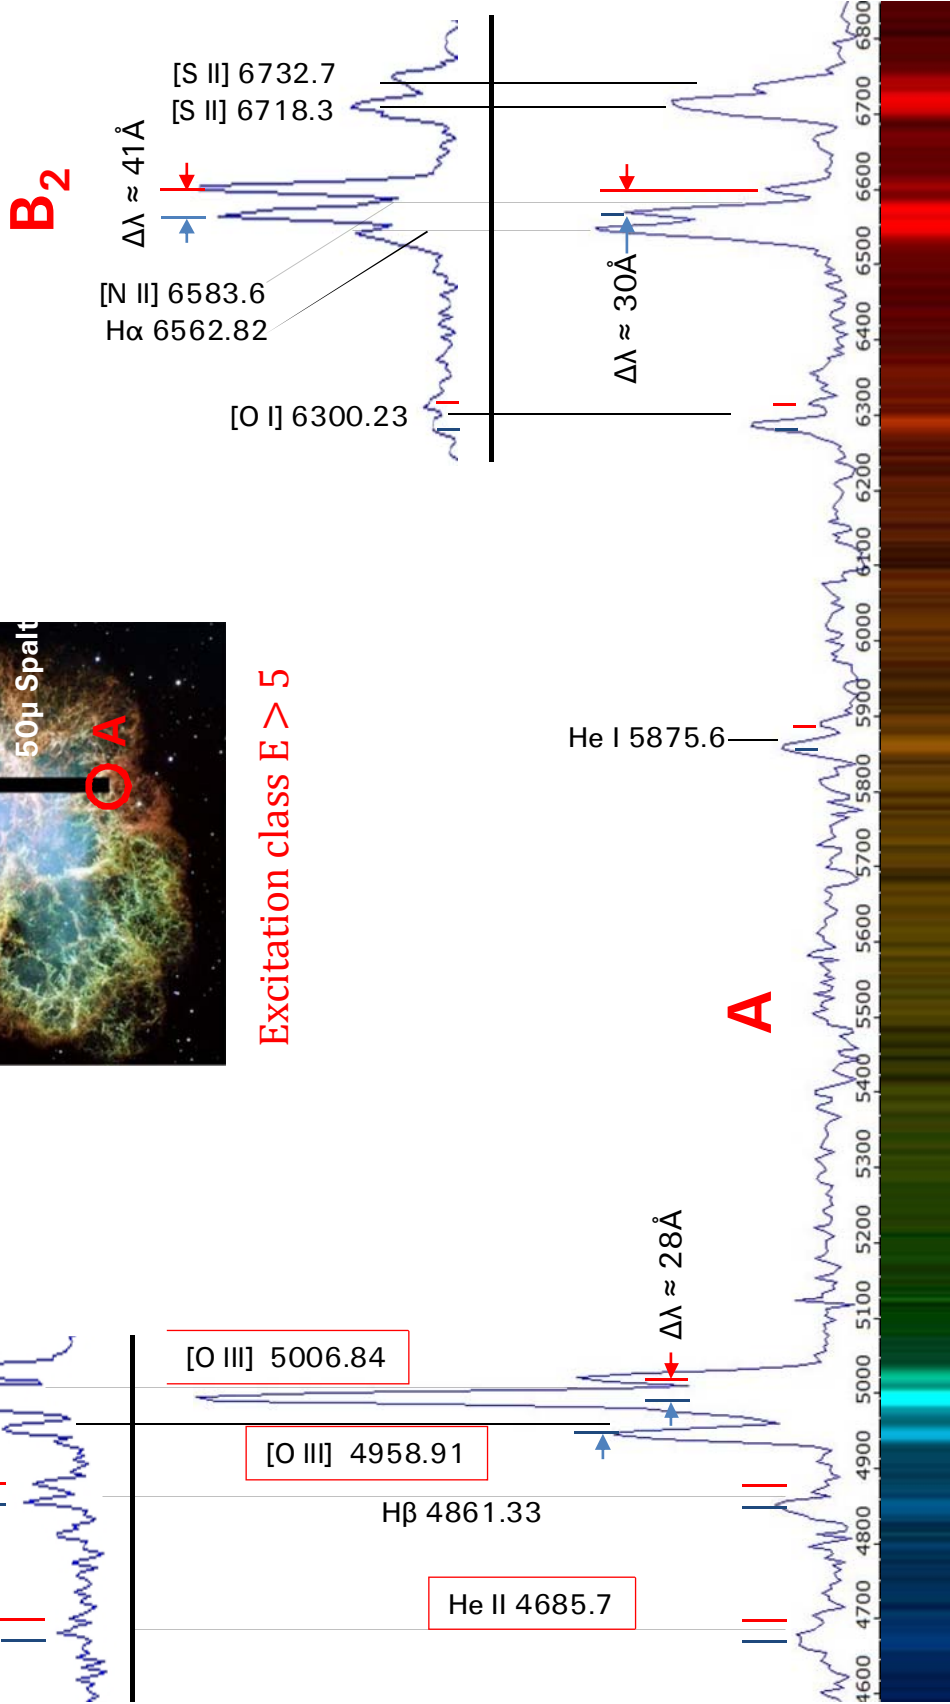 [S II] 6732.7
[S II] 6718.3
Δλ ≈ 41Å
B2
[N II] 6583.6
Hα 6562.82
Δλ ≈ 30Å
[O I] 6300.23
50µ Spalt
A
Excitation class E > 5
He I 5875.6
A
Δλ ≈ 28Å
[O III] 5006.84
[O III] 4958.91
Hβ 4861.33
He II 4685.7
6800
6700
6600
6500
6400
6300
6200
6100
6000
5900
5800
5700
5600
5500
5400
5300
5200
5100
5000
4900
4800
4700
4600